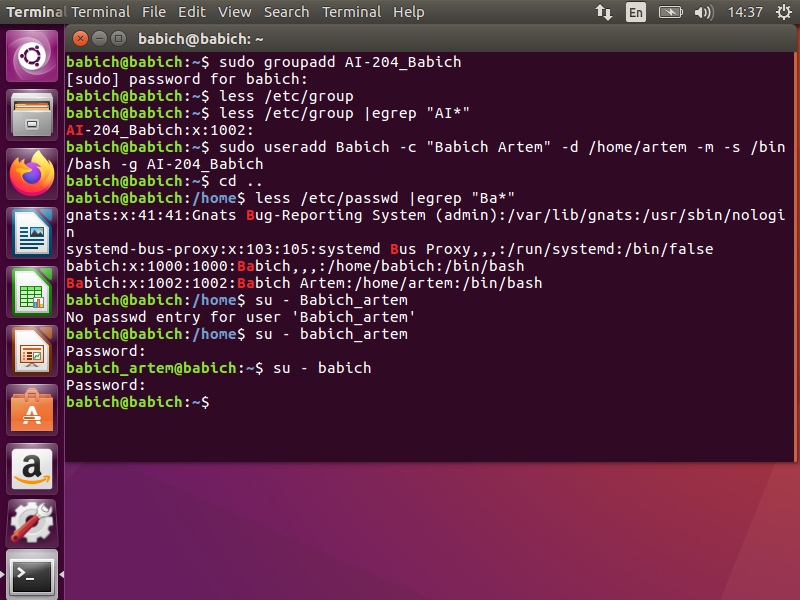 Terminal Terminal File Edit View Search Terminal Help En 14:37
babich@babich: ~
babich@babich:~$ sudo groupadd AI-204_Babich
[sudo] password for babich:
babich@babich:~$ less /etc/group
babich@babich:~$ less /etc/group |egrep "AI*"
AI-204_Babich:x:1002:
babich@babich:~$ sudo useradd Babich -c "Babich Artem" -d /home/artem -m -s /bin
/bash -g AI-204_Babich
babich@babich:~$ cd ..
babich@babich:/home$ less /etc/passwd |egrep "Ba*"
gnats:x:41:41:Gnats Bug-Reporting System (admin):/var/lib/gnats:/usr/sbin/nologi
n
systemd-bus-proxy:x:103:105:systemd Bus Proxy,,,:/run/systemd:/bin/false
babich:x:1000:1000:Babich,,,:/home/babich:/bin/bash
Babich:x:1002:1002:Babich Artem:/home/artem:/bin/bash
babich@babich:/home$ su - Babich_artem
No passwd entry for user 'Babich_artem'
babich@babich:/home$ su - babich_artem
Password:
babich_artem@babich:~$ su - babich
Password:
babich@babich:~$